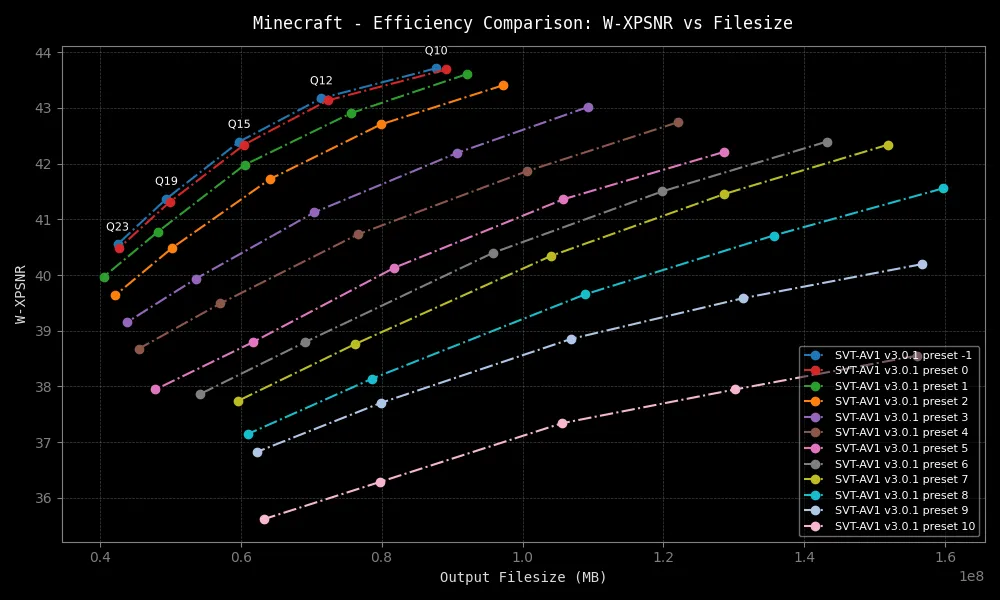 Minecraft - Efficiency Comparison: W-XPSNR vs Filesize
44
43
42
41
40
39
38
37
36
W-XPSNR
Q10
Q12
Q15
Q19
Q23
SVT-AV1 v3.0.1 preset -1
SVT-AV1 v3.0.1 preset 0
SVT-AV1 v3.0.1 preset 1
SVT-AV1 v3.0.1 preset 2
SVT-AV1 v3.0.1 preset 3
SVT-AV1 v3.0.1 preset 4
SVT-AV1 v3.0.1 preset 5
SVT-AV1 v3.0.1 preset 6
SVT-AV1 v3.0.1 preset 7
SVT-AV1 v3.0.1 preset 8
SVT-AV1 v3.0.1 preset 9
SVT-AV1 v3.0.1 preset 10
0.4 0.6 0.8 1.0 1.2 1.4 1.6
1e8
Output Filesize (MB)